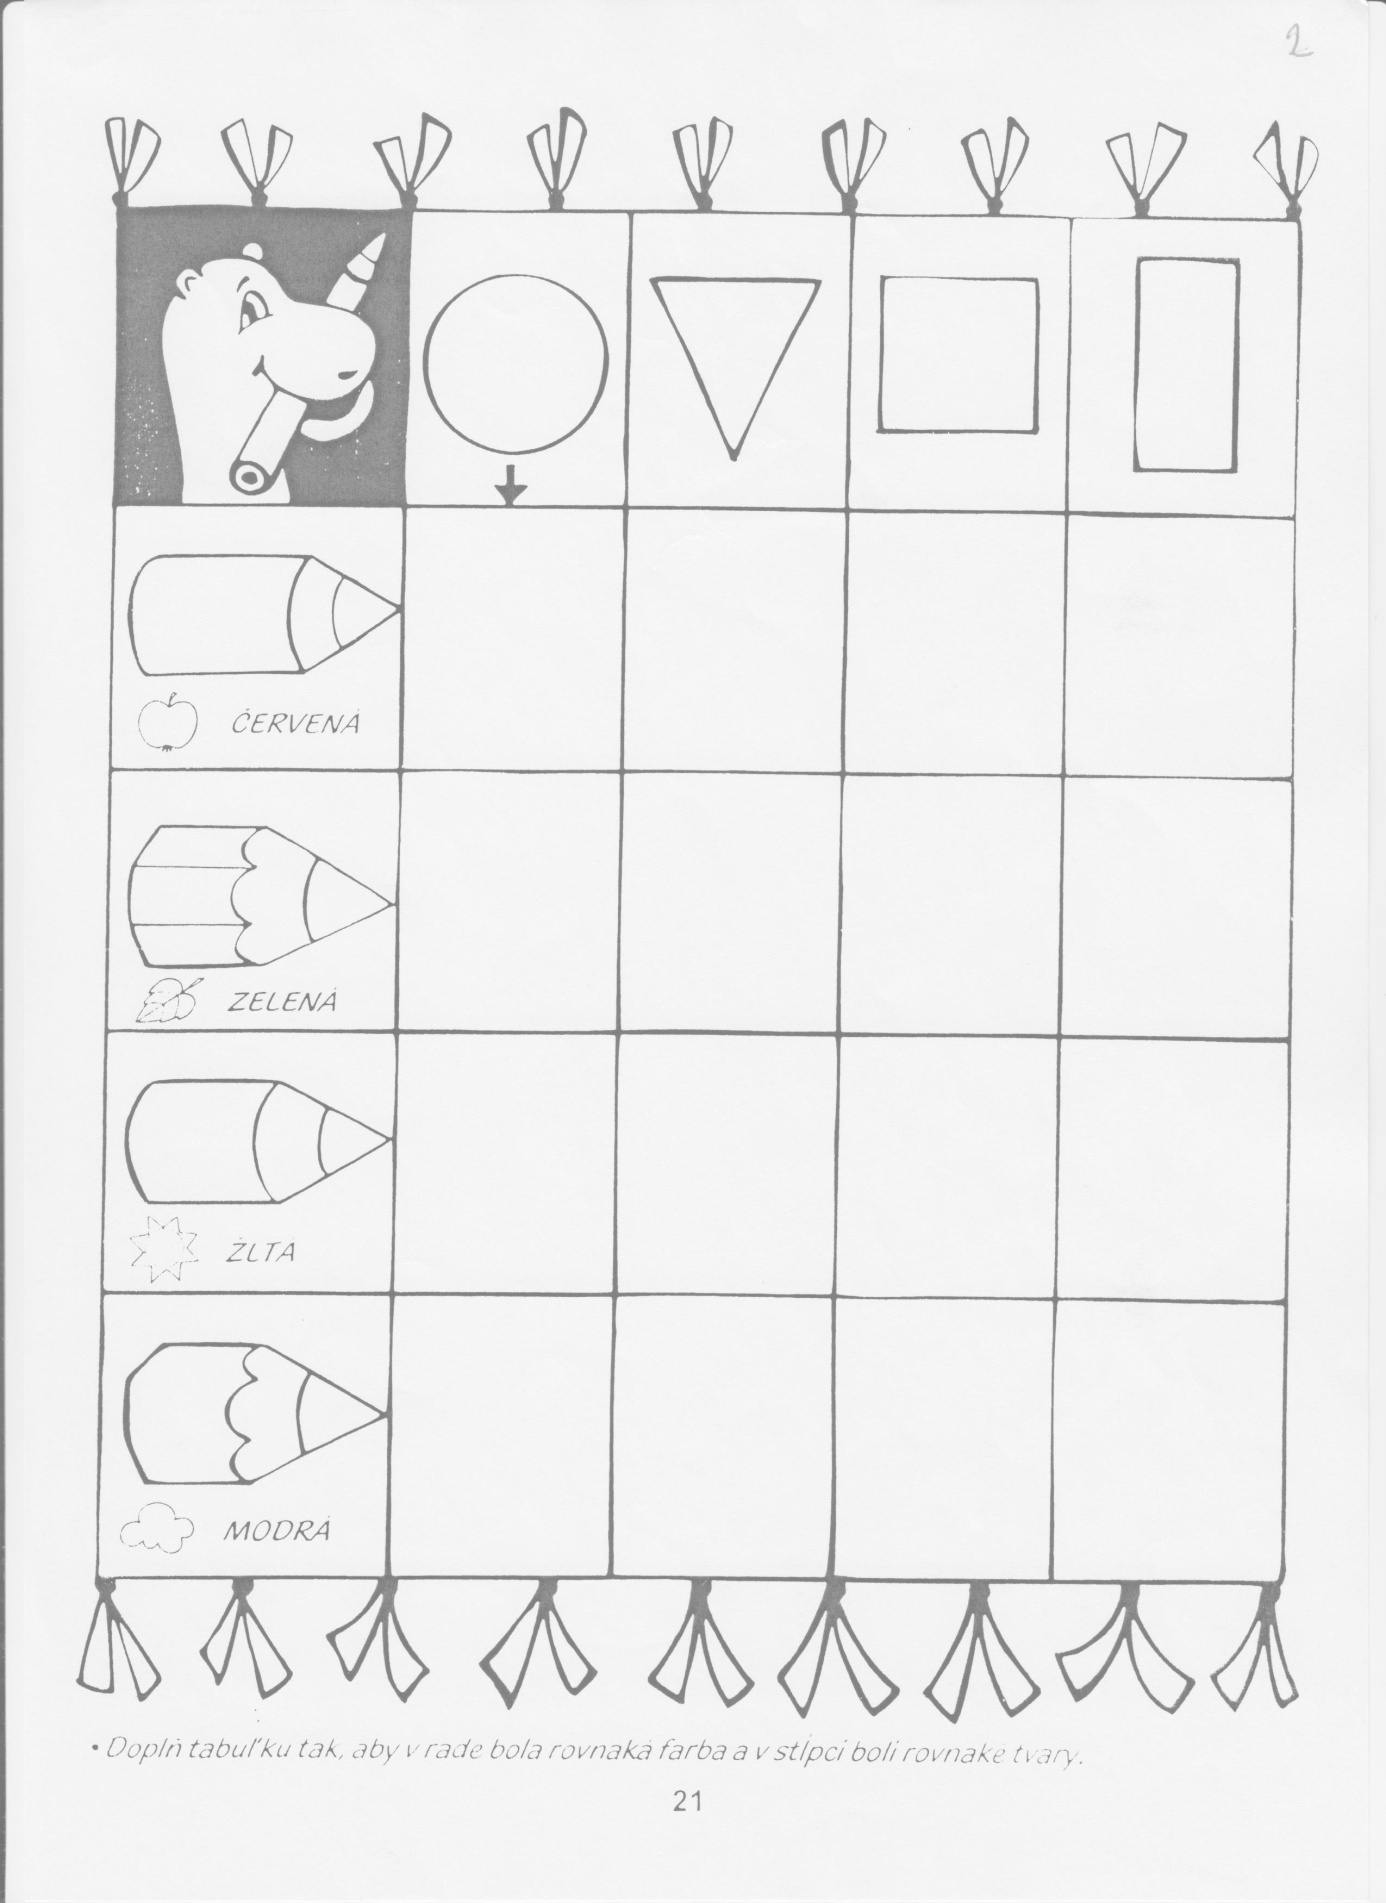 2
ČERVENÁ
ZELENÁ
ŽLTÁ
MODRÁ
• Doplň tabuľku tak, aby v rade bola rovnaká farba a v stĺpci boli rovnaké tvary.
21